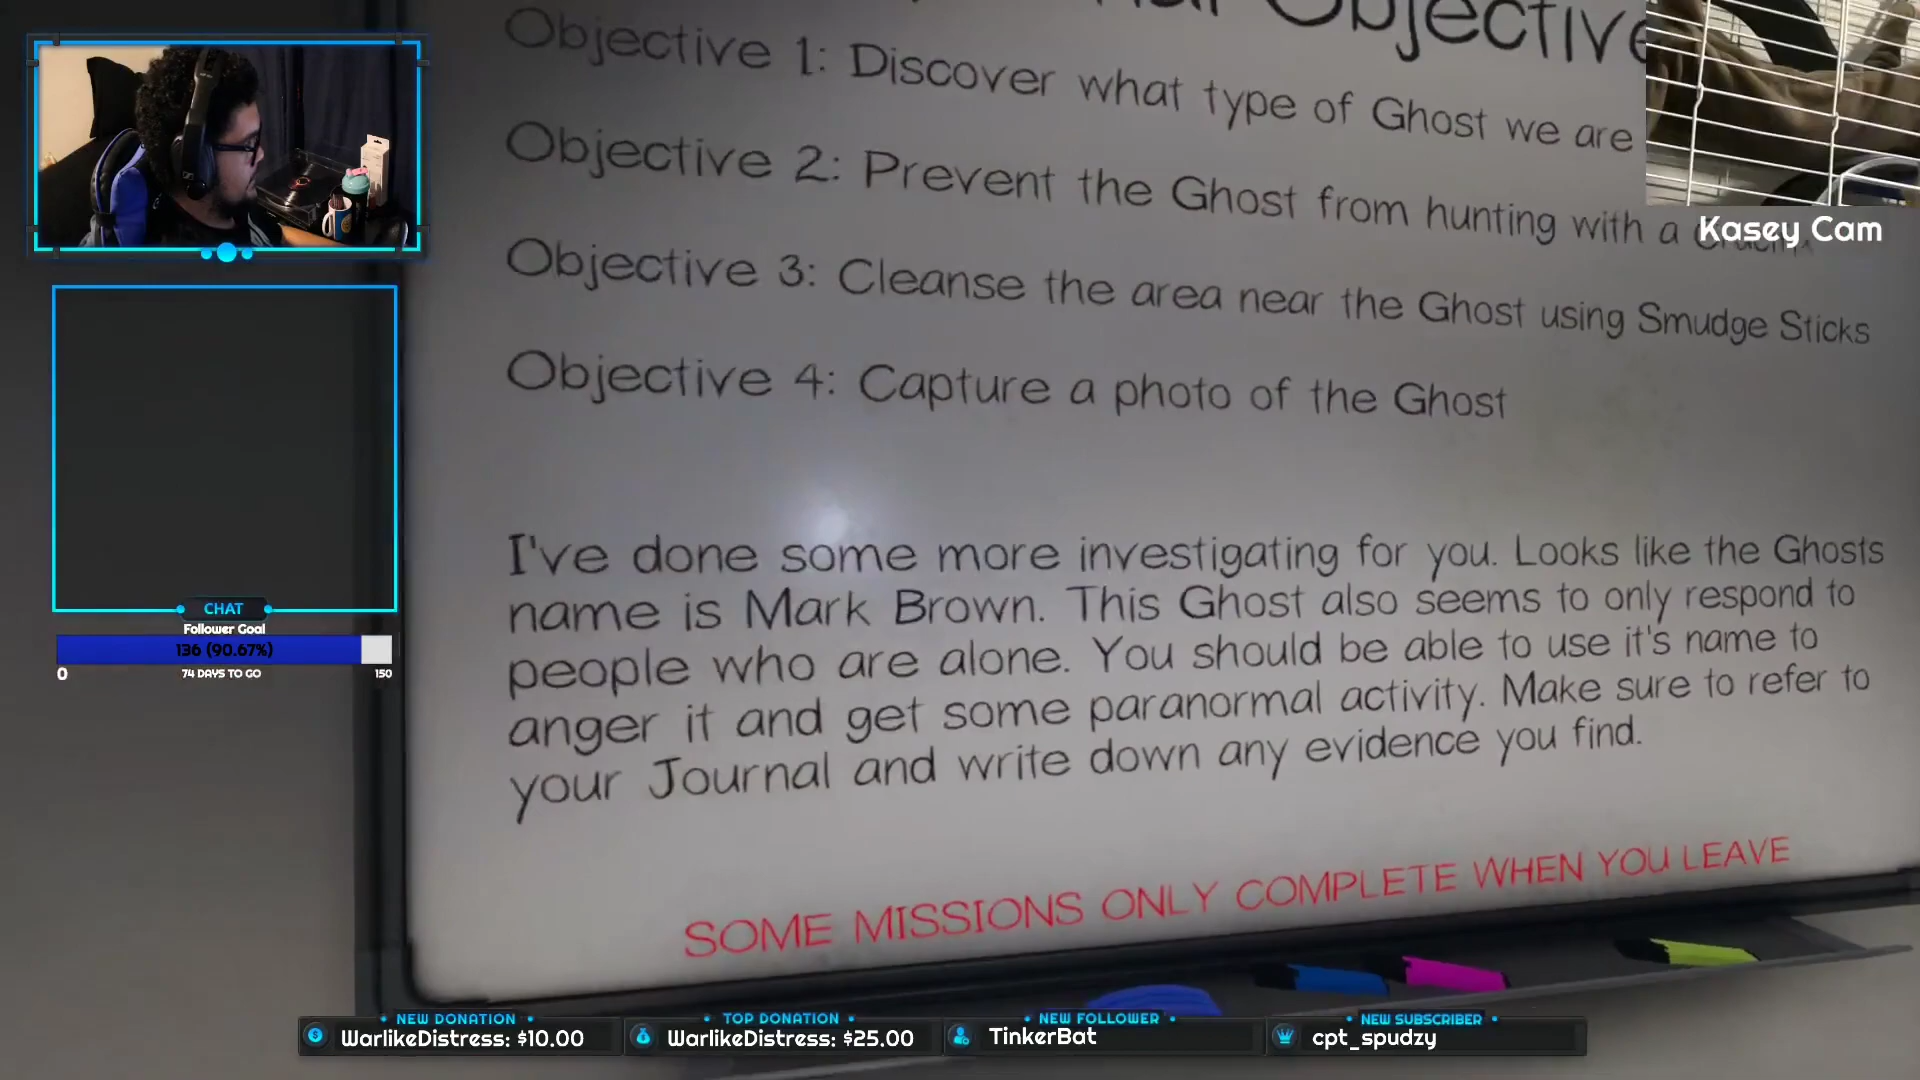 Objective
Objective 1: Discover what type of Ghost we are
Objective 2: Prevent the Ghost from hunting with a
Kasey Cam
Objective 3: Cleanse the area near the Ghost using Smudge Sticks
Objective 4: Capture a photo of the Ghost
I've done some more investigating for you. Looks like the Ghosts
name is Mark Brown. This Ghost also seems to only respond to
people who are alone. You should be able to use it's name to
anger it and get some paranormal activity. Make sure to refer to
your Journal and write down any evidence you find.
SOME MISSIONS ONLY COMPLETE WHEN YOU LEAVE
CHAT
Follower Goal
136 (90.67%)
0
74 DAYS TO GO
150
NEW DONATION
WarlikeDistress: $10.00
TOP DONATION
WarlikeDistress: $25.00
NEW FOLLOWER
TinkerBat
NEW SUBSCRIBER
cpt_spudzy